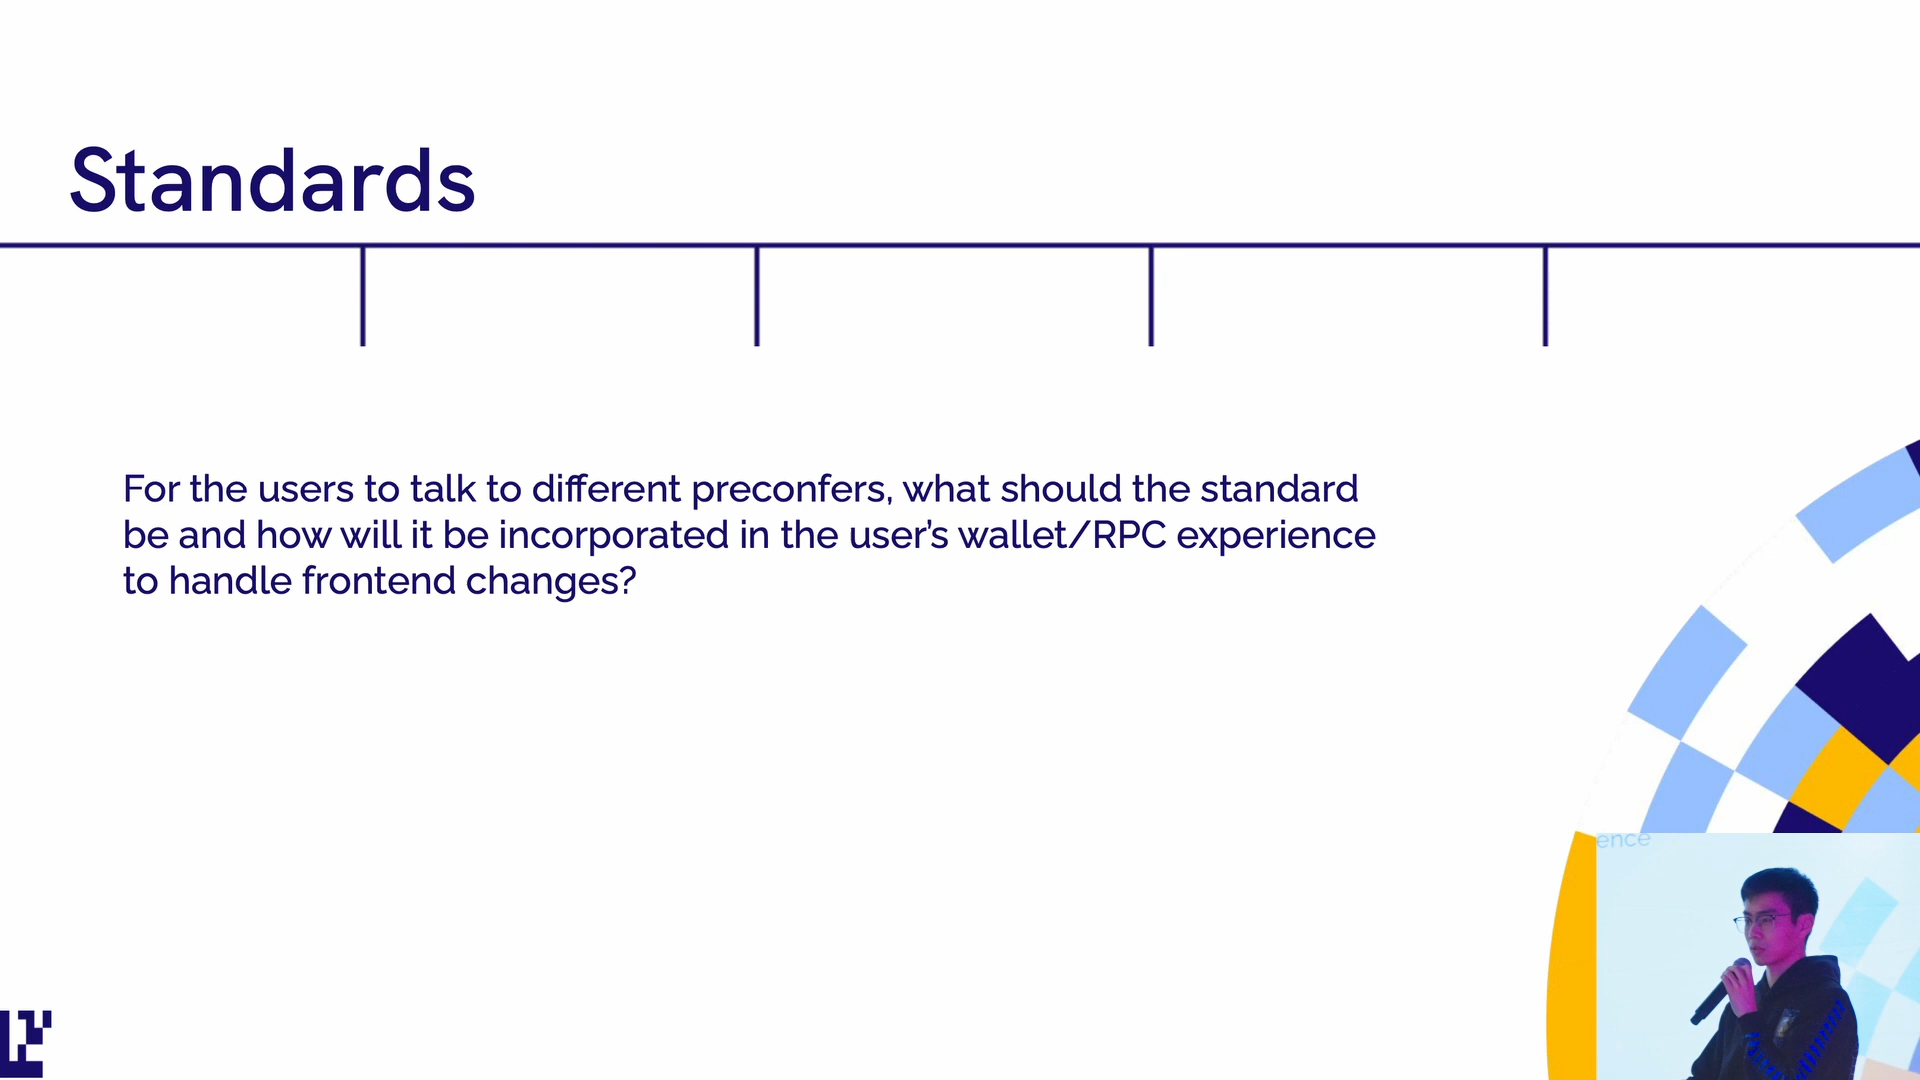 Standards
For the users to talk to different preconfers, what should the standard
be and how will it be incorporated in the user’s wallet/RPC experience
to handle frontend changes?
ence